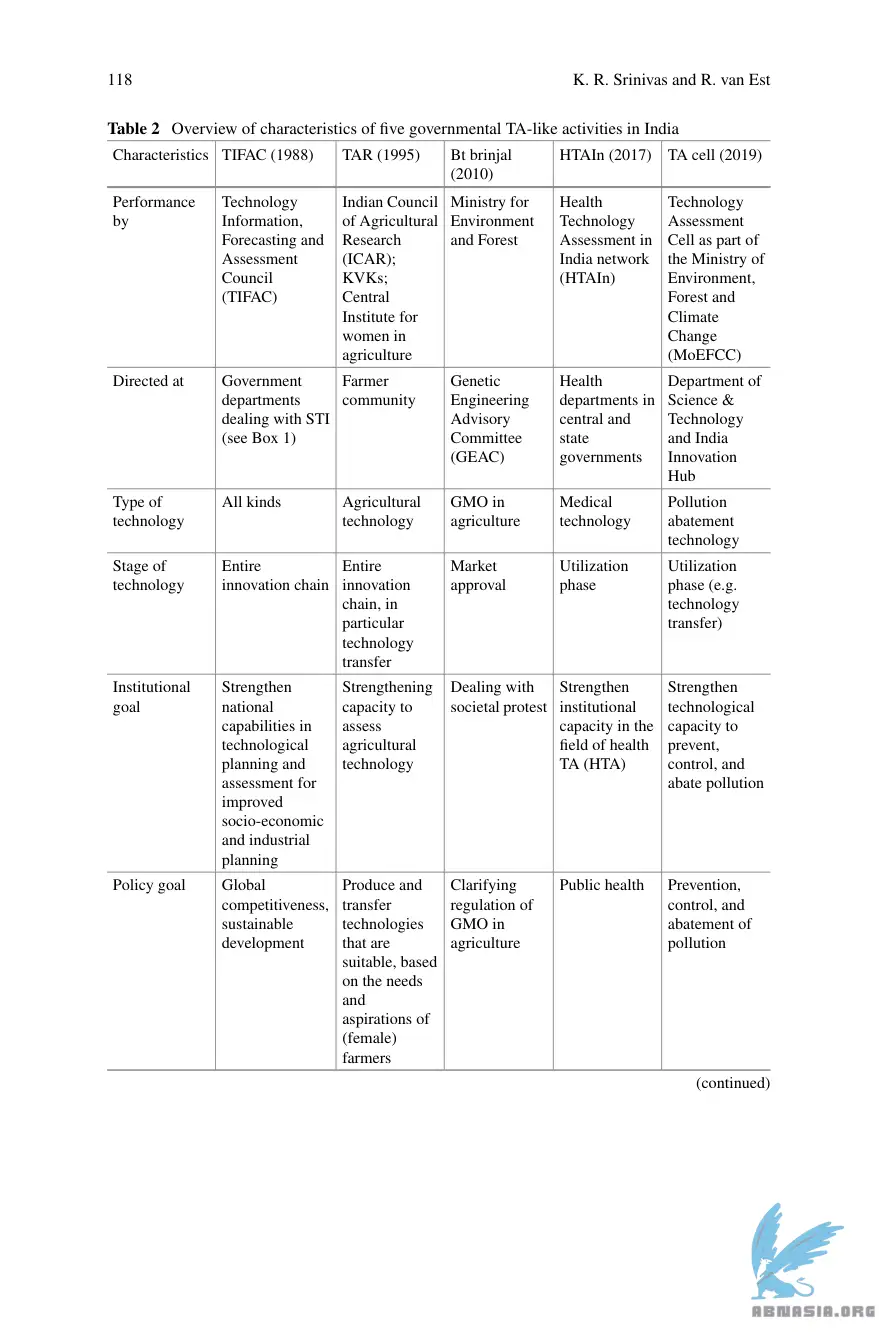 118
K. R. Srinivas and R. van Est
Table 2 Overview of characteristics of five governmental TA-like activities in India
Characteristics
TIFAC (1988)
TAR (1995)
Bt brinjal
(2010)
HTAIn (2017)
TA cell (2019)
Performance
by
Technology
Information,
Forecasting and
Assessment
Council
(TIFAC)
Indian Council
of Agricultural
Research
(ICAR);
KVKs;
Central
Institute for
women in
agriculture
Ministry for
Environment
and Forest
Health
Technology
Assessment in
India network
(HTAIn)
Technology
Assessment
Cell as part of
the Ministry of
Environment,
Forest and
Climate
Change
(MoEFCC)
Directed at
Government
departments
dealing with STI
(see Box 1)
Farmer
community
Genetic
Engineering
Advisory
Committee
(GEAC)
Health
departments in
central and
state
governments
Department of
Science &
Technology
and India
Innovation
Hub
Type of
technology
All kinds
Agricultural
technology
GMO in
agriculture
Medical
technology
Pollution
abatement
technology
Stage of
technology
Entire
innovation chain
Entire
innovation
chain, in
particular
technology
transfer
Market
approval
Utilization
phase
Utilization
phase (e.g.
technology
transfer)
Institutional
goal
Strengthen
national
capabilities in
technological
planning and
assessment for
improved
socio-economic
and industrial
planning
Strengthening
capacity to
assess
agricultural
technology
Dealing with
societal protest
Strengthen
institutional
capacity in the
field of health
TA (HTA)
Strengthen
technological
capacity to
prevent,
control, and
abate pollution
Policy goal
Global
competitiveness,
sustainable
development
Produce and
transfer
technologies
that are
suitable, based
on the needs
and
aspirations of
(female)
farmers
Clarifying
regulation of
GMO in
agriculture
Public health
Prevention,
control, and
abatement of
pollution
(continued)
ABNASIA.ORG